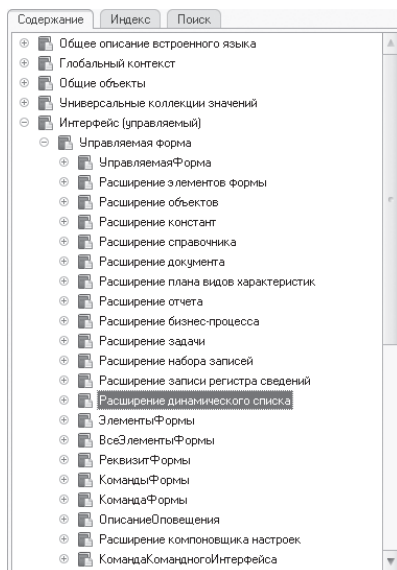 Содержание Индекс Поиск
Общее описание встроенного языка
Глобальный контекст
Общие объекты
Универсальные коллекции значений
Интерфейс (управляемый)
Управляемая форма
УправляемаяФорма
Расширение элементов формы
Расширение объектов
Расширение констант
Расширение справочника
Расширение документа
Расширение плана видов характеристик
Расширение отчета
Расширение бизнес-процесса
Расширение задачи
Расширение набора записей
Расширение записи регистра сведений
Расширение динамического списка
ЭлементыФормы
ВсеЭлементыФормы
РеквизитФормы
КомандыФормы
КомандаФормы
ОписаниеОповещения
Расширение компоновщика настроек
КомандаКомандногоИнтерфейса